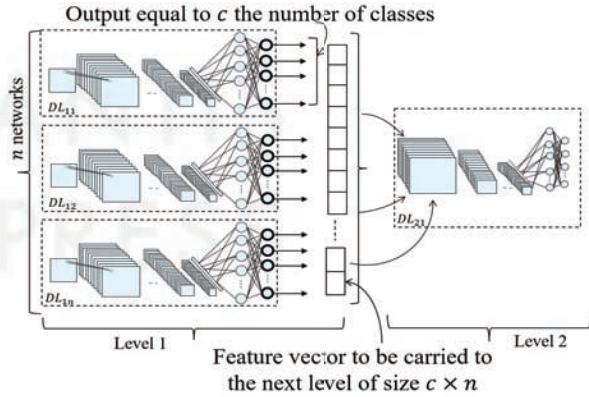 Output equal to c the number of classes
n networks
DL₁₁
DL₁₂
DL₁ₙ
DL₂₁
Level 1
Level 2
Feature vector to be carried to
the next level of size c × n